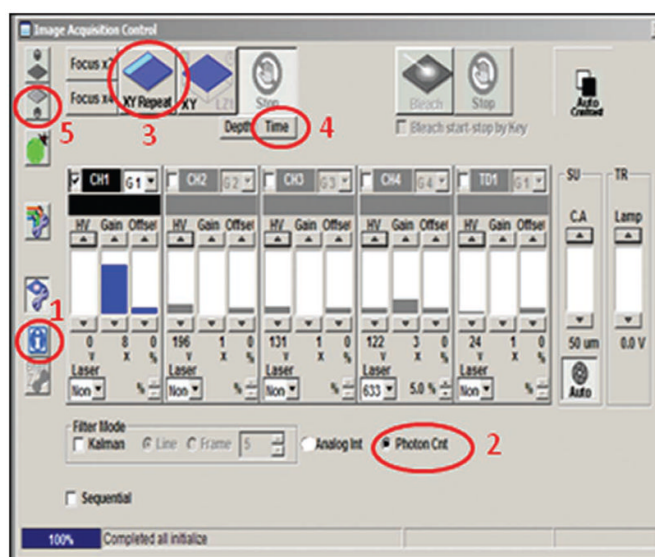 Image Acquisition Control
Focus x2
Focus x4
XY Repeat
XY
LZ1
Stop
Bleach
Stop
Auto
5
3
Depth
Time
4
Bleach start-stop by Key
CH1 G1 CH2 G2 CH3 G3 CH4 G4 TD1 G1 SU TR
HV Gain Offset HV Gain Offset HV Gain Offset HV Gain Offset HV Gain Offset C.A Lamp
1
0 8 0 196 1 0 131 1 0 122 3 0 24 1 0 50 um 0.0 V
V X % V X % V X % V X % V X %
Laser Laser Laser Laser Laser
Non % Non % Non % 633 5.0 % Non % Auto
Filter Mode
Kalman Line Frame 5 Analog Int Photon Cnt 2
Sequential
100% Completed all initialize